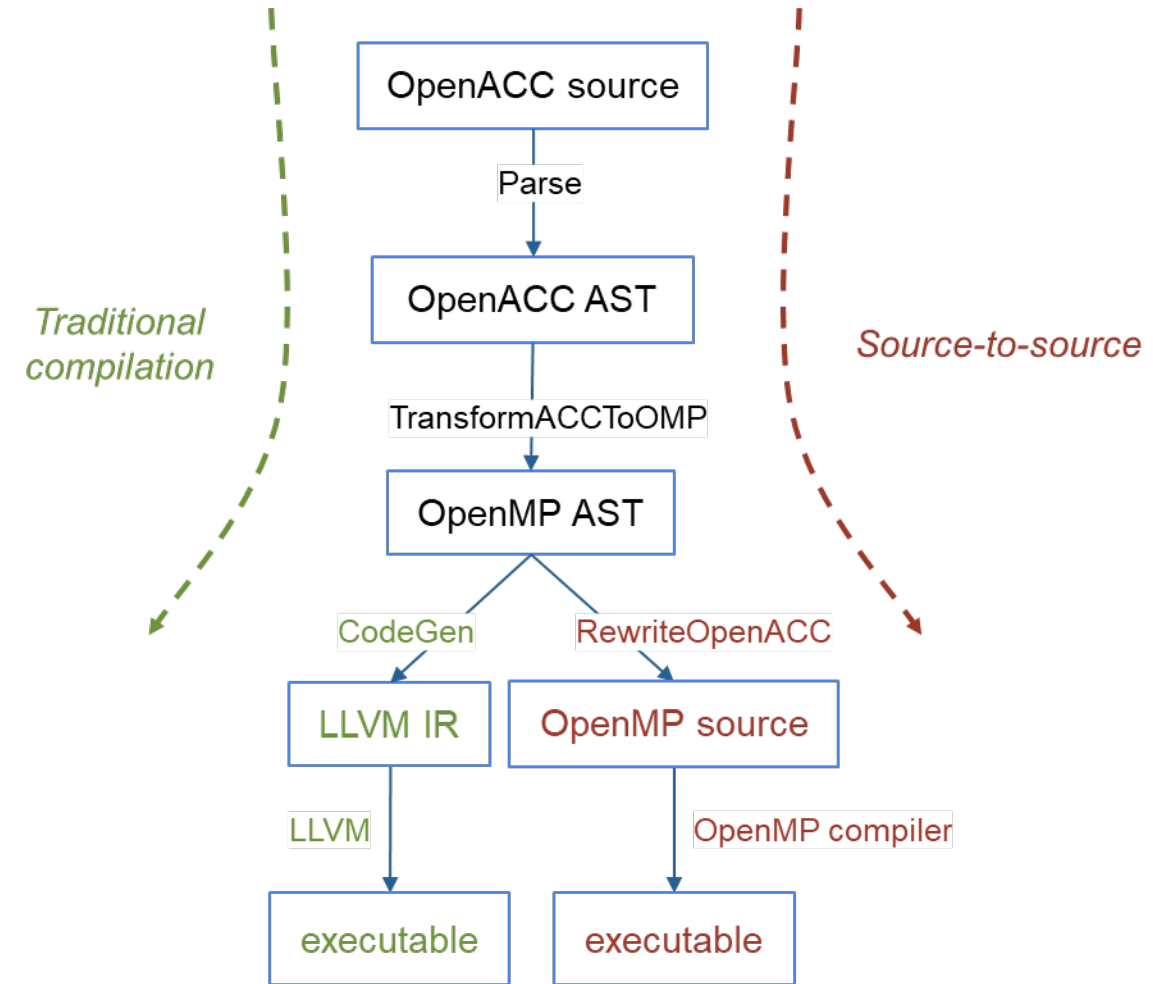 OpenACC source
Parse
OpenACC AST
Traditional
compilation
Source-to-source
TransformACCToOMP
OpenMP AST
CodeGen
RewriteOpenACC
LLVM IR
OpenMP source
LLVM
OpenMP compiler
executable
executable